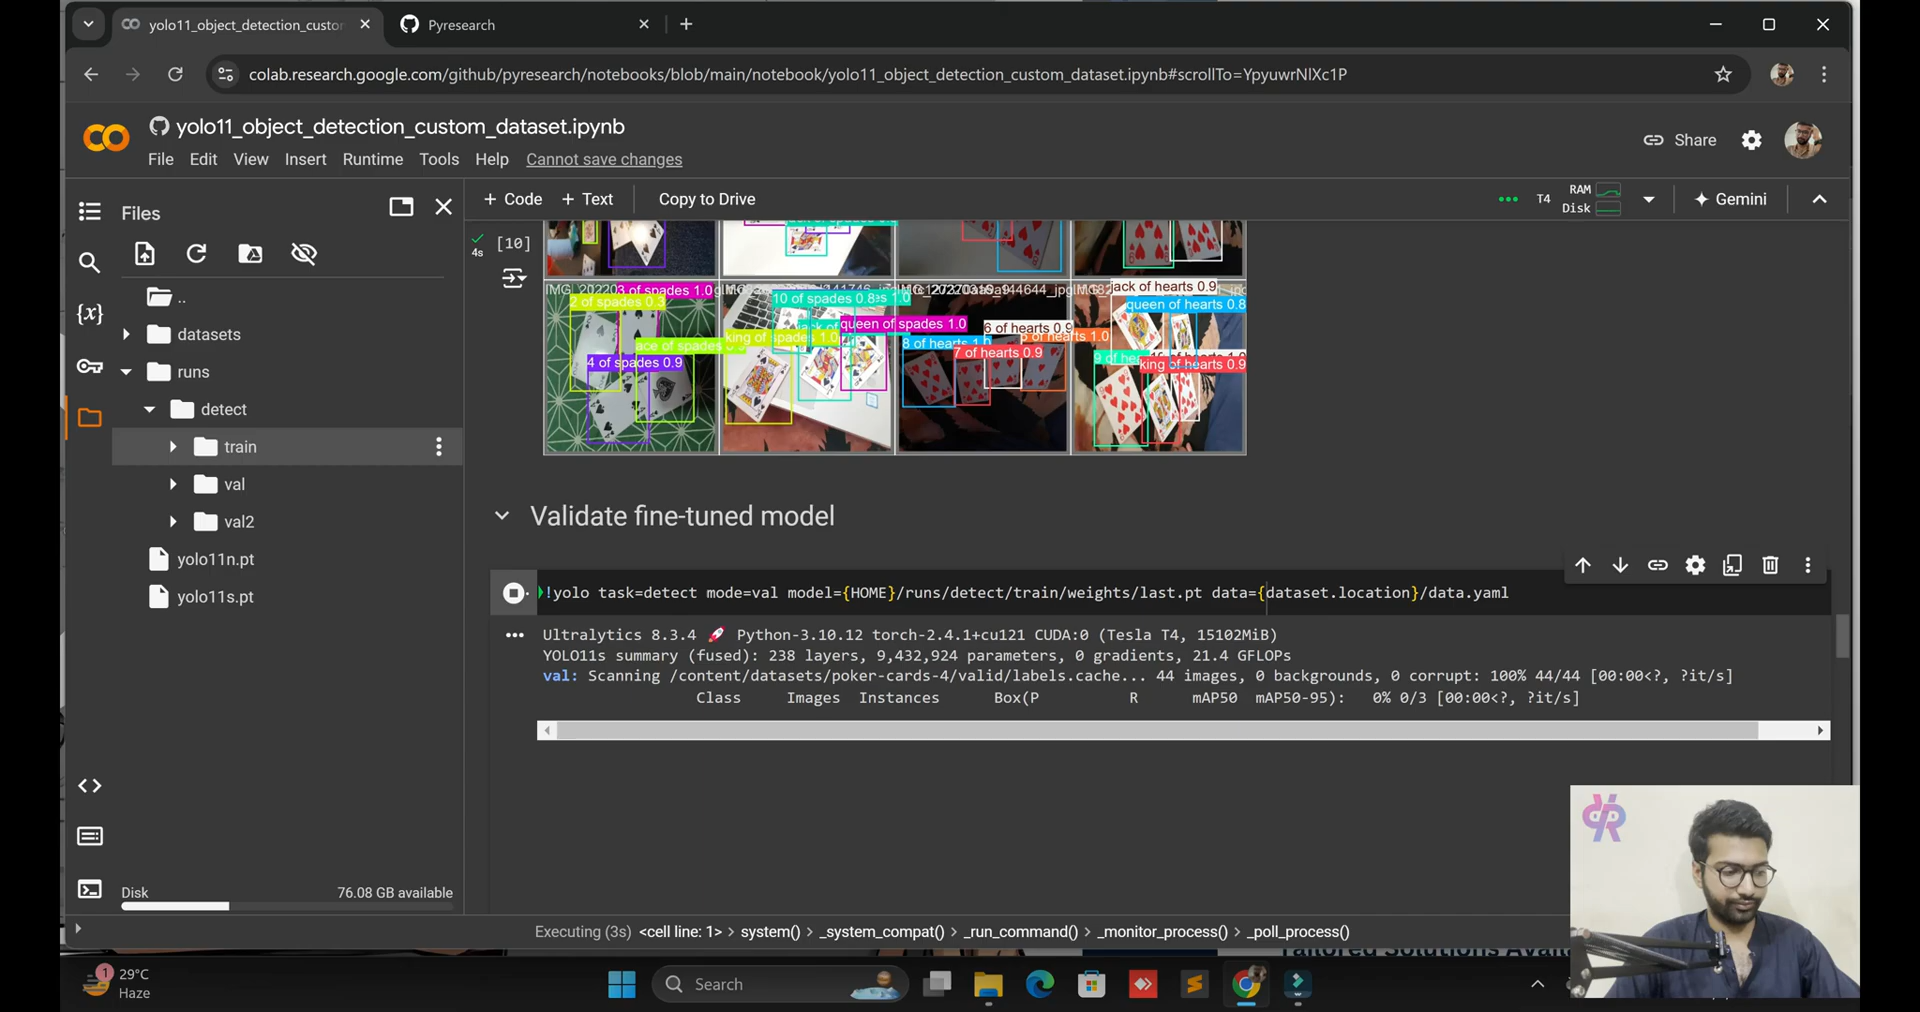 yolo11_object_detection_custo
Pyresearch
colab.research.google.com/github/pyresearch/notebooks/blob/main/notebook/yolo11_object_detection_custom_dataset.ipynb#scrollTo=YpyuwrNlXc1P
yolo11_object_detection_custom_dataset.ipynb
Share
File Edit View Insert Runtime Tools Help Cannot save changes
Files
+ Code + Text Copy to Drive
T4 RAM Disk
Gemini
[10]
4s
..
datasets
runs
detect
train
val
val2
yolo11n.pt
yolo11s.pt
3 of spades 1.0
2 of spades 0.3
4 of spades 0.9
10 of spades 0.8
queen of spades 1.0
king of spades 1.0
6 of hearts 0.9
8 of hearts 1.0
7 of hearts 0.9
jack of hearts 0.9
queen of hearts 0.8
king of hearts 0.9
Validate fine-tuned model
!yolo task=detect mode=val model={HOME}/runs/detect/train/weights/last.pt data={dataset.location}/data.yaml
Ultralytics 8.3.4 🚀 Python-3.10.12 torch-2.4.1+cu121 CUDA:0 (Tesla T4, 15102MiB)
YOLO11s summary (fused): 238 layers, 9,432,924 parameters, 0 gradients, 21.4 GFLOPs
val: Scanning /content/datasets/poker-cards-4/valid/labels.cache... 44 images, 0 backgrounds, 0 corrupt: 100% 44/44 [00:00<?, ?it/s]
Class Images Instances Box(P R mAP50 mAP50-95): 0% 0/3 [00:00<?, ?it/s]
Disk 76.08 GB available
Executing (3s) <cell line: 1> > system() > _system_compat() > _run_command() > _monitor_process() > _poll_process()
1
29°C
Haze
Search